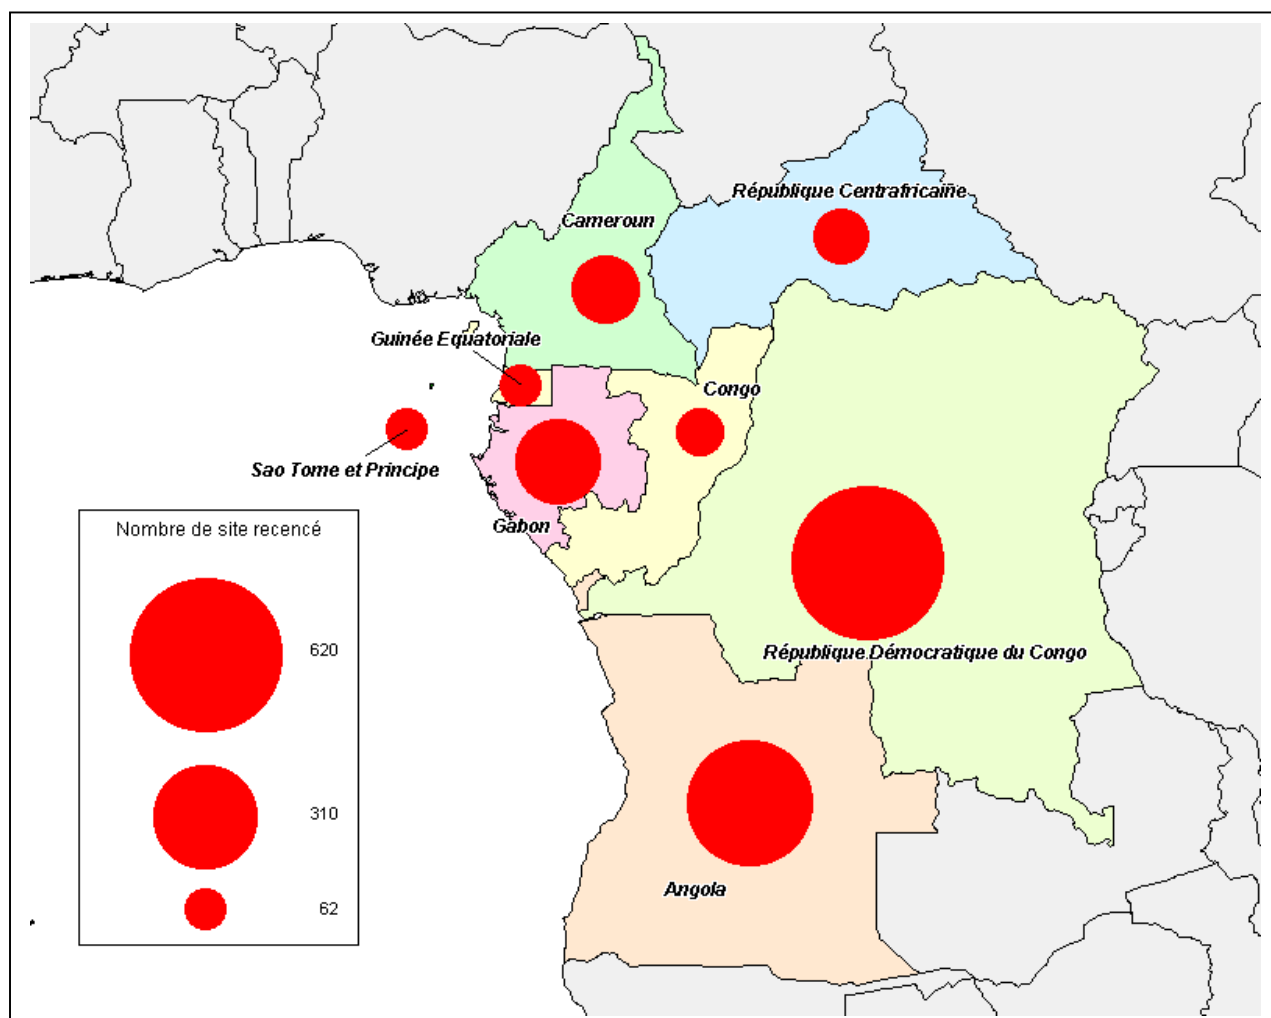 République Centrafricaine
Cameroun
Guinée Equatoriale
Congo
Sao Tome et Principe
Gabon
Nombre de site recencé
620
République Démocratique du Congo
310
Angola
62